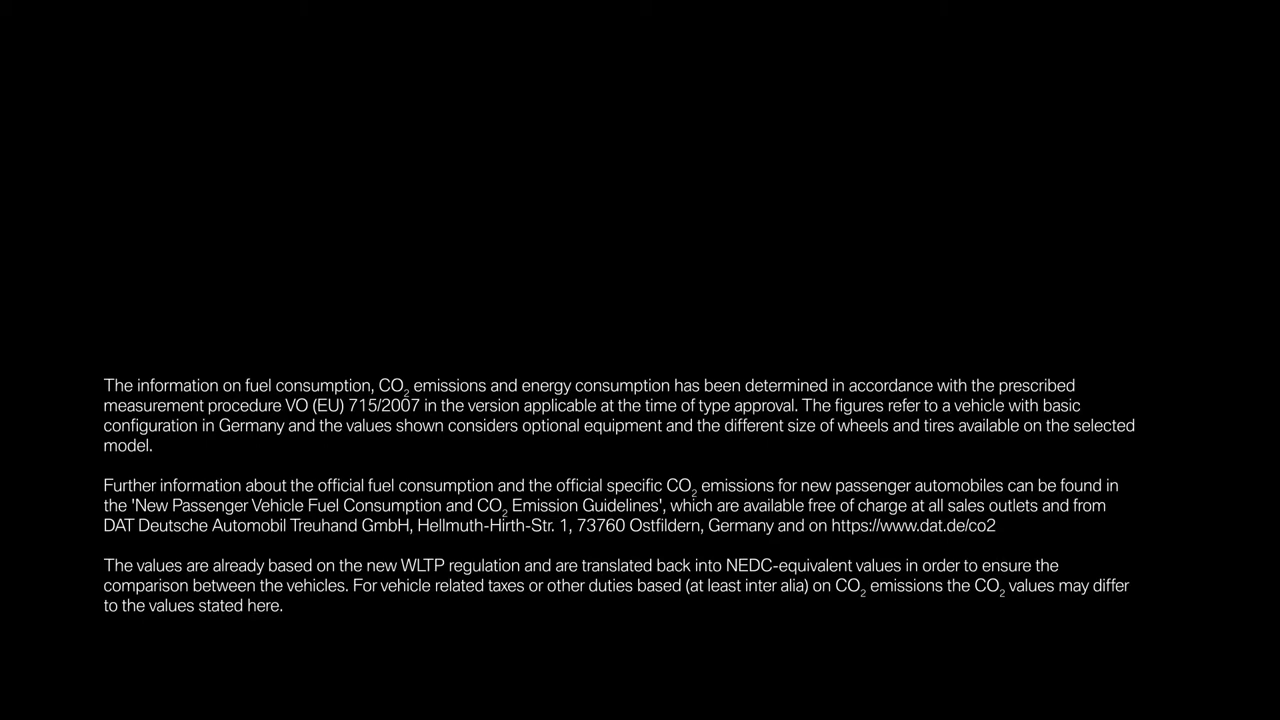 The information on fuel consumption, CO₂ emissions and energy consumption has been determined in accordance with the prescribed
measurement procedure VO (EU) 715/2007 in the version applicable at the time of type approval. The figures refer to a vehicle with basic
configuration in Germany and the values shown considers optional equipment and the different size of wheels and tires available on the selected
model.
Further information about the official fuel consumption and the official specific CO₂ emissions for new passenger automobiles can be found in
the 'New Passenger Vehicle Fuel Consumption and CO₂ Emission Guidelines', which are available free of charge at all sales outlets and from
DAT Deutsche Automobil Treuhand GmbH, Hellmuth-Hirth-Str. 1, 73760 Ostfildern, Germany and on https://www.dat.de/co2
The values are already based on the new WLTP regulation and are translated back into NEDC-equivalent values in order to ensure the
comparison between the vehicles. For vehicle related taxes or other duties based (at least inter alia) on CO₂ emissions the CO₂ values may differ
to the values stated here.